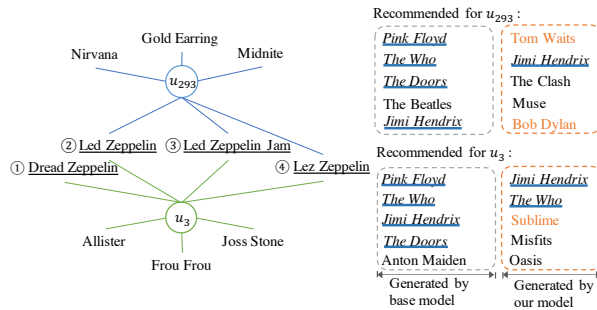 Gold Earring
Nirvana
Midnite
u293
② Led Zeppelin
③ Led Zeppelin Jam
① Dread Zeppelin
④ Lez Zeppelin
u3
Allister
Joss Stone
Frou Frou
Recommended for u293 :
Pink Floyd
The Who
The Doors
The Beatles
Jimi Hendrix
Tom Waits
Jimi Hendrix
The Clash
Muse
Bob Dylan
Recommended for u3 :
Pink Floyd
The Who
Jimi Hendrix
The Doors
Anton Maiden
Jimi Hendrix
The Who
Sublime
Misfits
Oasis
Generated by
base model
Generated by
our model